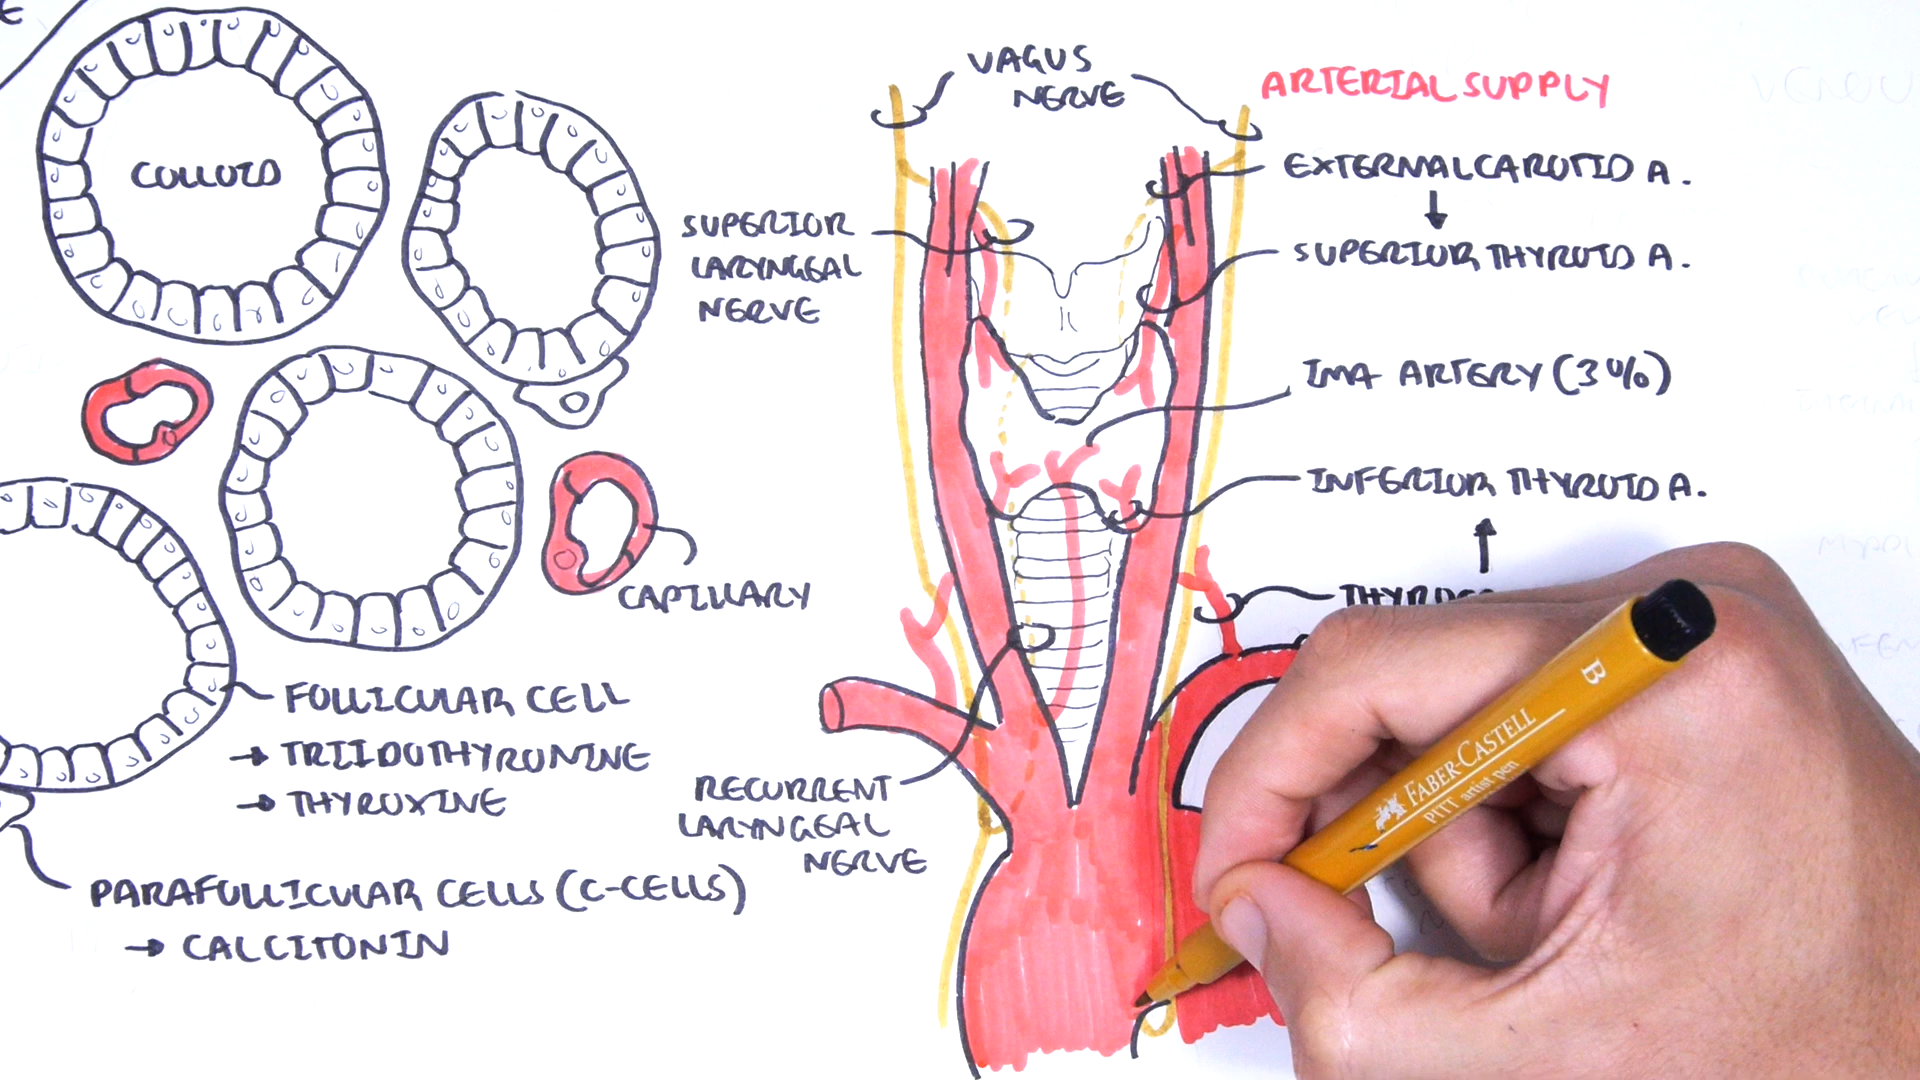 COLLOID
CAPILLARY
FOLLICULAR CELL
→ TRIIDOTHYRONINE
→ THYROXINE
PARAFOLLICULAR CELLS (C-CELLS)
→ CALCITONIN
VAGUS
NERVE
SUPERIOR
LARYNGEAL
NERVE
RECURRENT
LARYNGEAL
NERVE
ARTERIAL SUPPLY
EXTERNAL CAROTID A.
↓
SUPERIOR THYROID A.
IMA ARTERY (3%)
INFERIOR THYROID A.
↑
B
FABER-CASTELL
PITT artist pen